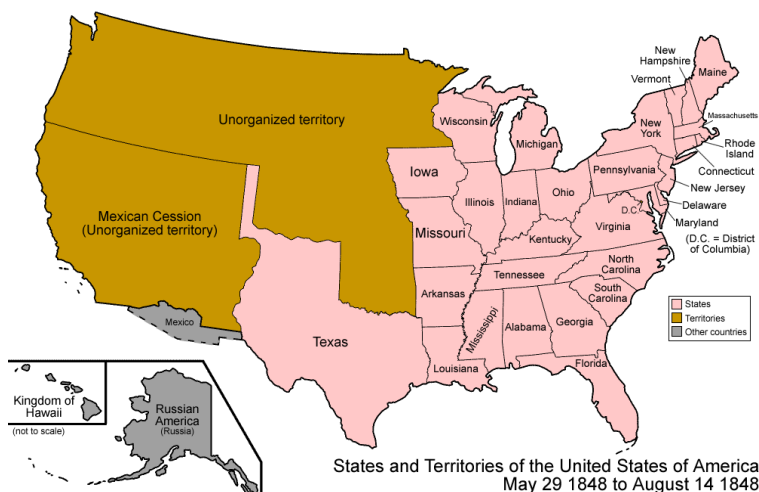 New
Hampshire
Vermont
Maine
Massachusetts
New
York
Rhode
Island
Connecticut
New Jersey
Delaware
Maryland
(D.C. = District
of Columbia)
Unorganized territory
Wisconsin
Michigan
Iowa
Pennsylvania
Illinois
Indiana
Ohio
D.C.
Mexican Cession
(Unorganized territory)
Missouri
Kentucky
Virginia
Tennessee
North
Carolina
South
Carolina
Arkansas
Mississippi
Alabama
Georgia
Texas
Louisiana
Florida
Mexico
States
Territories
Other countries
Kingdom of
Hawaii
(not to scale)
Russian
America
(Russia)
States and Territories of the United States of America
May 29 1848 to August 14 1848